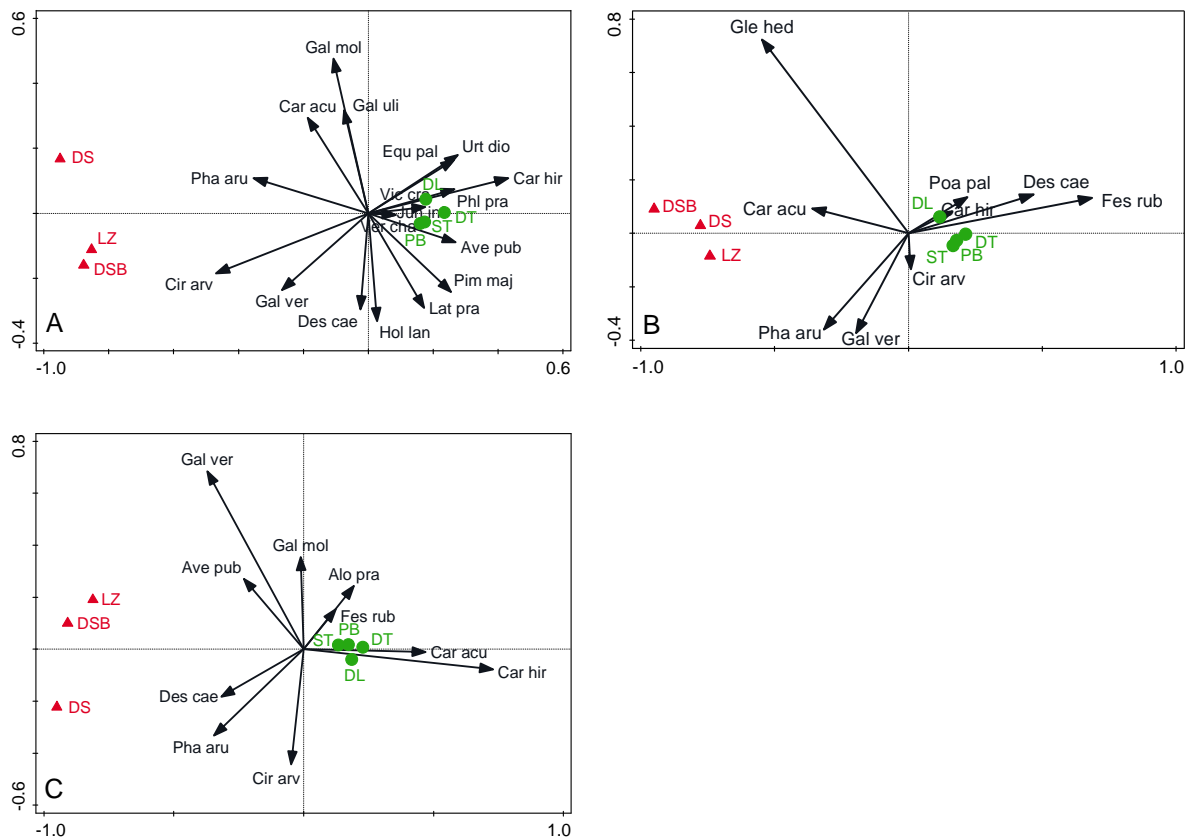 0.6
Gal mol
Car acu
Gal uli
Equ pal
Urt dio
DS
Pha aru
Vic cra
DL
Car hir
Phl pra
Jun in
DT
Ver cha
ST
PB
Ave pub
LZ
DSB
Cir arv
Gal ver
Pim maj
Lat pra
Des cae
Hol lan
A
-0.4
-1.0
0.6
0.8
Gle hed
Poa pal
Des cae
Fes rub
DSB
DS
Car acu
DL
Car hir
LZ
ST
PB
DT
Cir arv
Pha aru
Gal ver
B
-0.4
-1.0
1.0
0.8
Gal ver
Gal mol
Ave pub
Alo pra
LZ
DSB
Fes rub
PB
ST
DT
Car acu
DL
Car hir
Des cae
DS
Pha aru
Cir arv
C
-0.6
-1.0
1.0